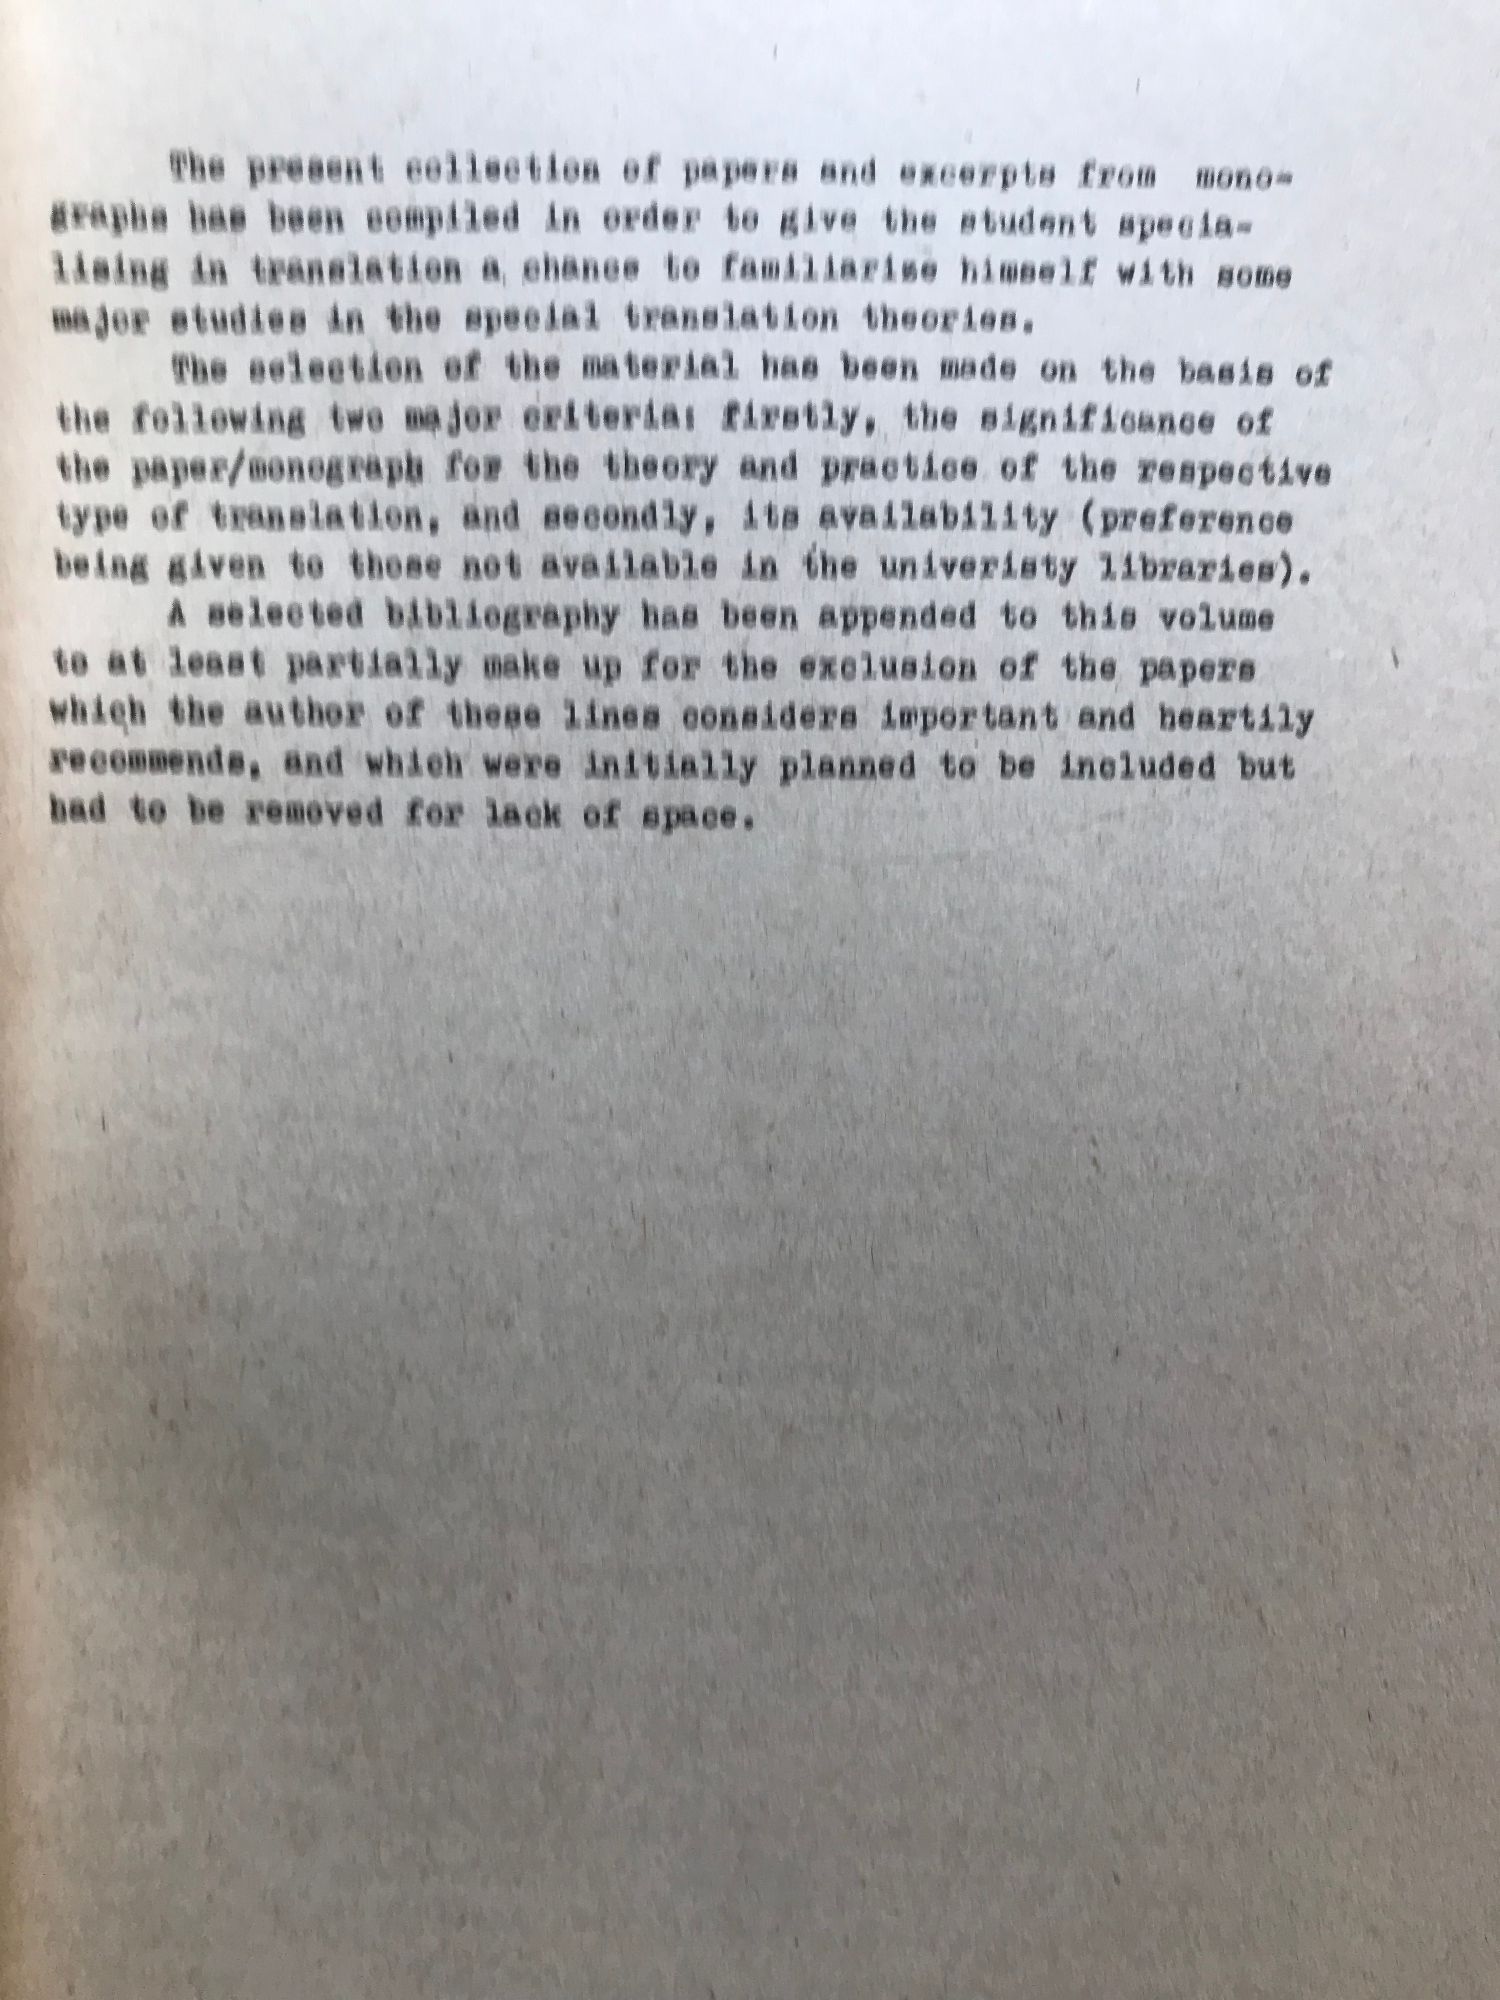 The present collection of papers and excerpts from mono-
graphs has been compiled in order to give the student specia-
lising in translation a chance to familiarise himself with some
major studies in the special translation theories.
The selection of the material has been made on the basis of
the following two major criteria: firstly, the significance of
the paper/monograph for the theory and practice of the respective
type of translation, and secondly, its availability (preference
being given to those not available in the univeristy libraries).
A selected bibliography has been appended to this volume
to at least partially make up for the exclusion of the papers
which the author of these lines considers important and heartily
recommends, and which were initially planned to be included but
had to be removed for lack of space.